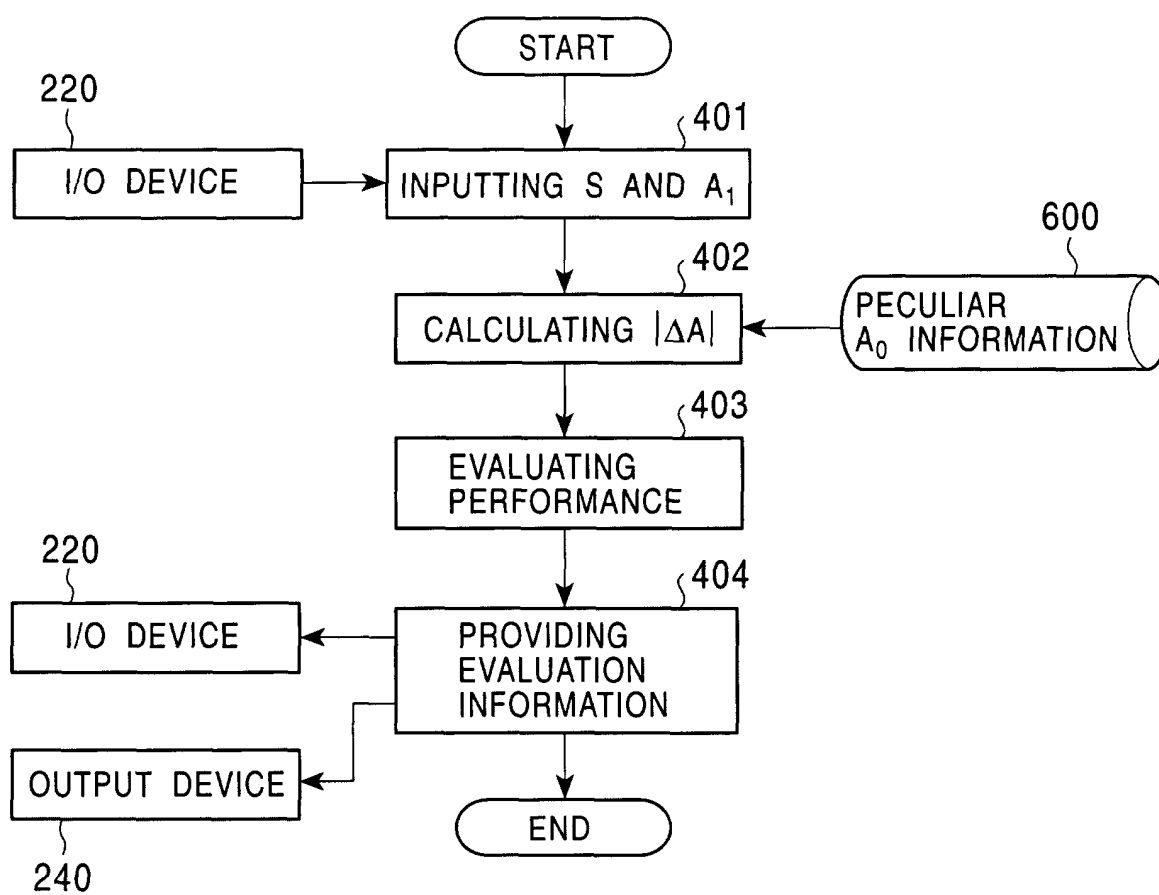 START
220
401
I/O DEVICE
INPUTTING S AND A₁
600
402
CALCULATING |ΔA|
PECULIAR
A₀ INFORMATION
403
EVALUATING
PERFORMANCE
220
404
I/O DEVICE
PROVIDING
EVALUATION
INFORMATION
OUTPUT DEVICE
END
240